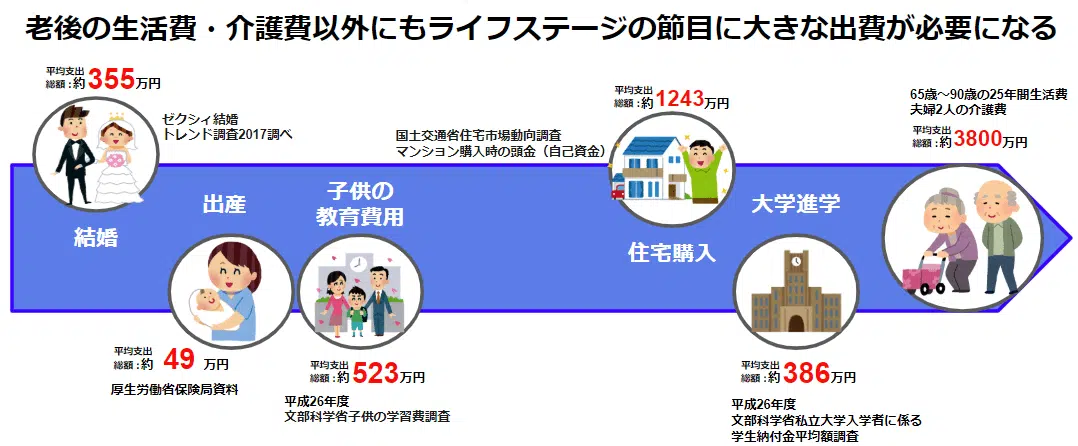 老後の生活費・介護費以外にもライフステージの節目に大きな出費が必要になる
平均支出
総額：約355万円
ゼクシィ結婚
トレンド調査2017調べ
結婚
出産
平均支出
総額：約 49 万円
厚生労働省保険局資料
子供の
教育費用
平均支出
総額：約523万円
平成26年度
文部科学省子供の学習費調査
平均支出
総額：約1243万円
国土交通省住宅市場動向調査
マンション購入時の頭金（自己資金）
住宅購入
大学進学
平均支出
総額：約386万円
平成26年度
文部科学省私立大学入学者に係る
学生納付金平均額調査
65歳～90歳の25年間生活費
夫婦2人の介護費
平均支出
総額：約3800万円